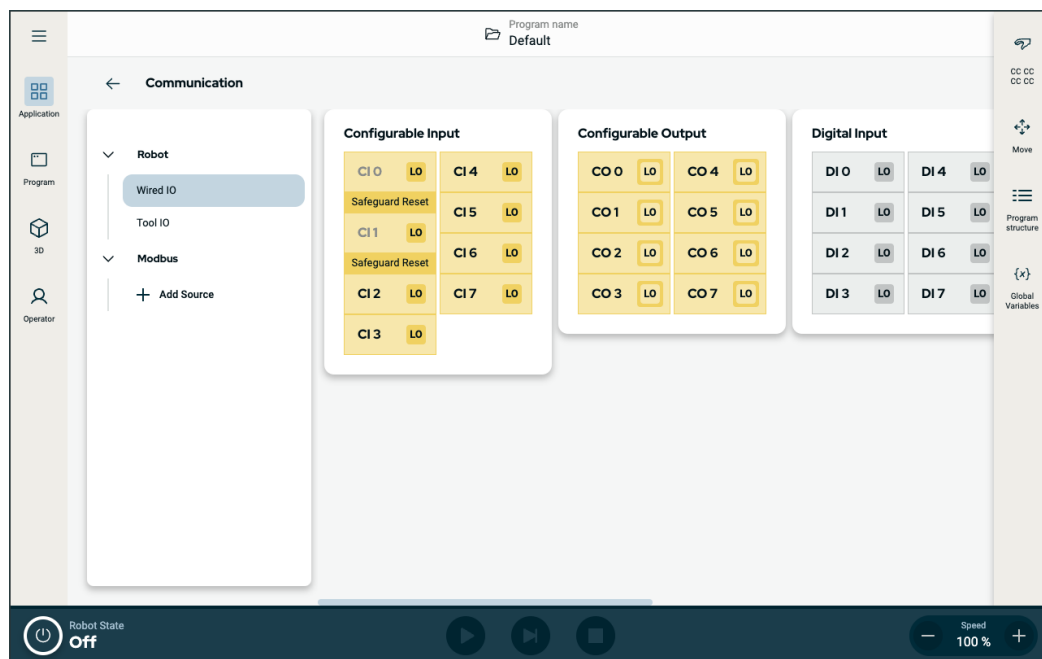 Program name
Default
Communication
Application
Program
3D
Operator
Robot
Wired IO
Tool IO
Modbus
Add Source
Configurable Input
CI 0 LO CI 4 LO
Safeguard Reset
CI 5 LO
CI 1 LO
CI 6 LO
Safeguard Reset
CI 2 LO CI 7 LO
CI 3 LO
Configurable Output
CO 0 LO CO 4 LO
CO 1 LO CO 5 LO
CO 2 LO CO 6 LO
CO 3 LO CO 7 LO
Digital Input
DI 0 LO DI 4 LO
DI 1 LO DI 5 LO
DI 2 LO DI 6 LO
DI 3 LO DI 7 LO
CC CC
CC CC
Move
Program
structure
{x}
Global
Variables
Robot State
Off
Speed
− 100 % +